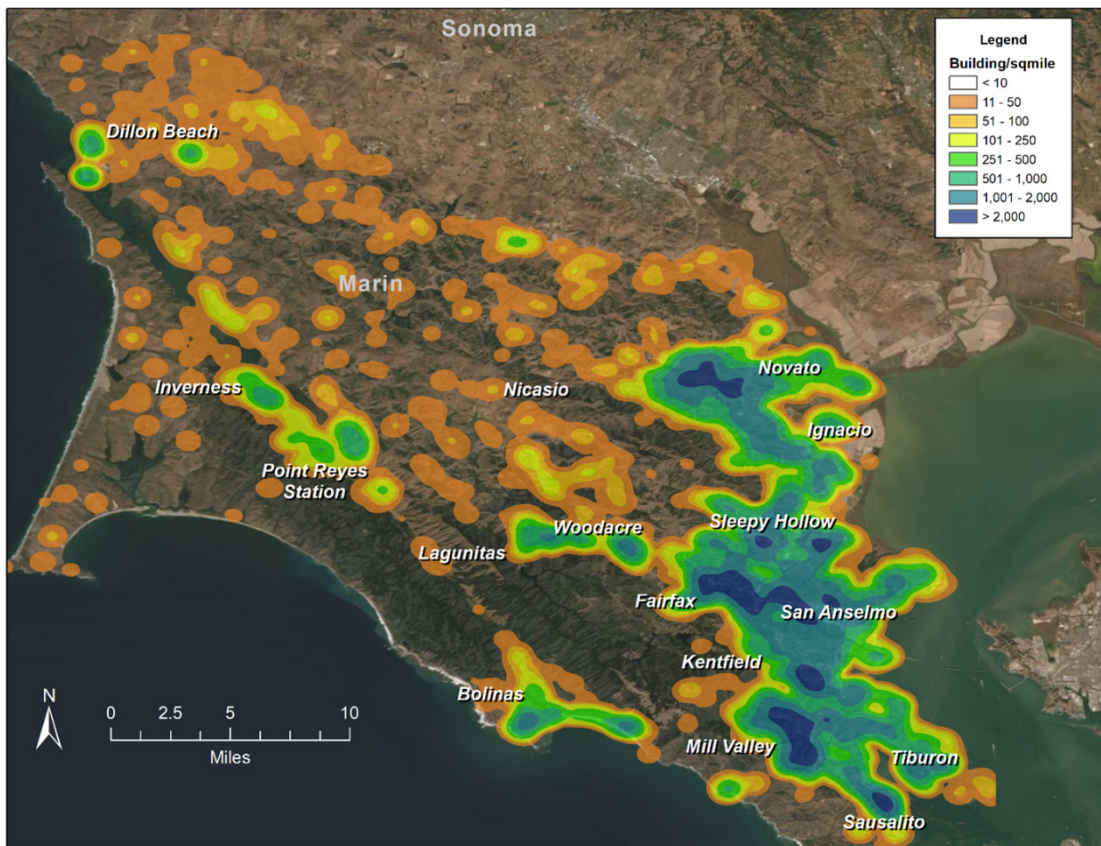 Sonoma
Legend
Building/sqmile
< 10
11 - 50
51 - 100
101 - 250
251 - 500
501 - 1,000
1,001 - 2,000
> 2,000
Dillon Beach
Marin
Novato
Inverness
Nicasio
Ignacio
Point Reyes
Station
Woodacre
Sleepy Hollow
Lagunitas
Fairfax
San Anselmo
Kentfield
Bolinas
N
0 2.5 5 10
Miles
Mill Valley
Tiburon
Sausalito